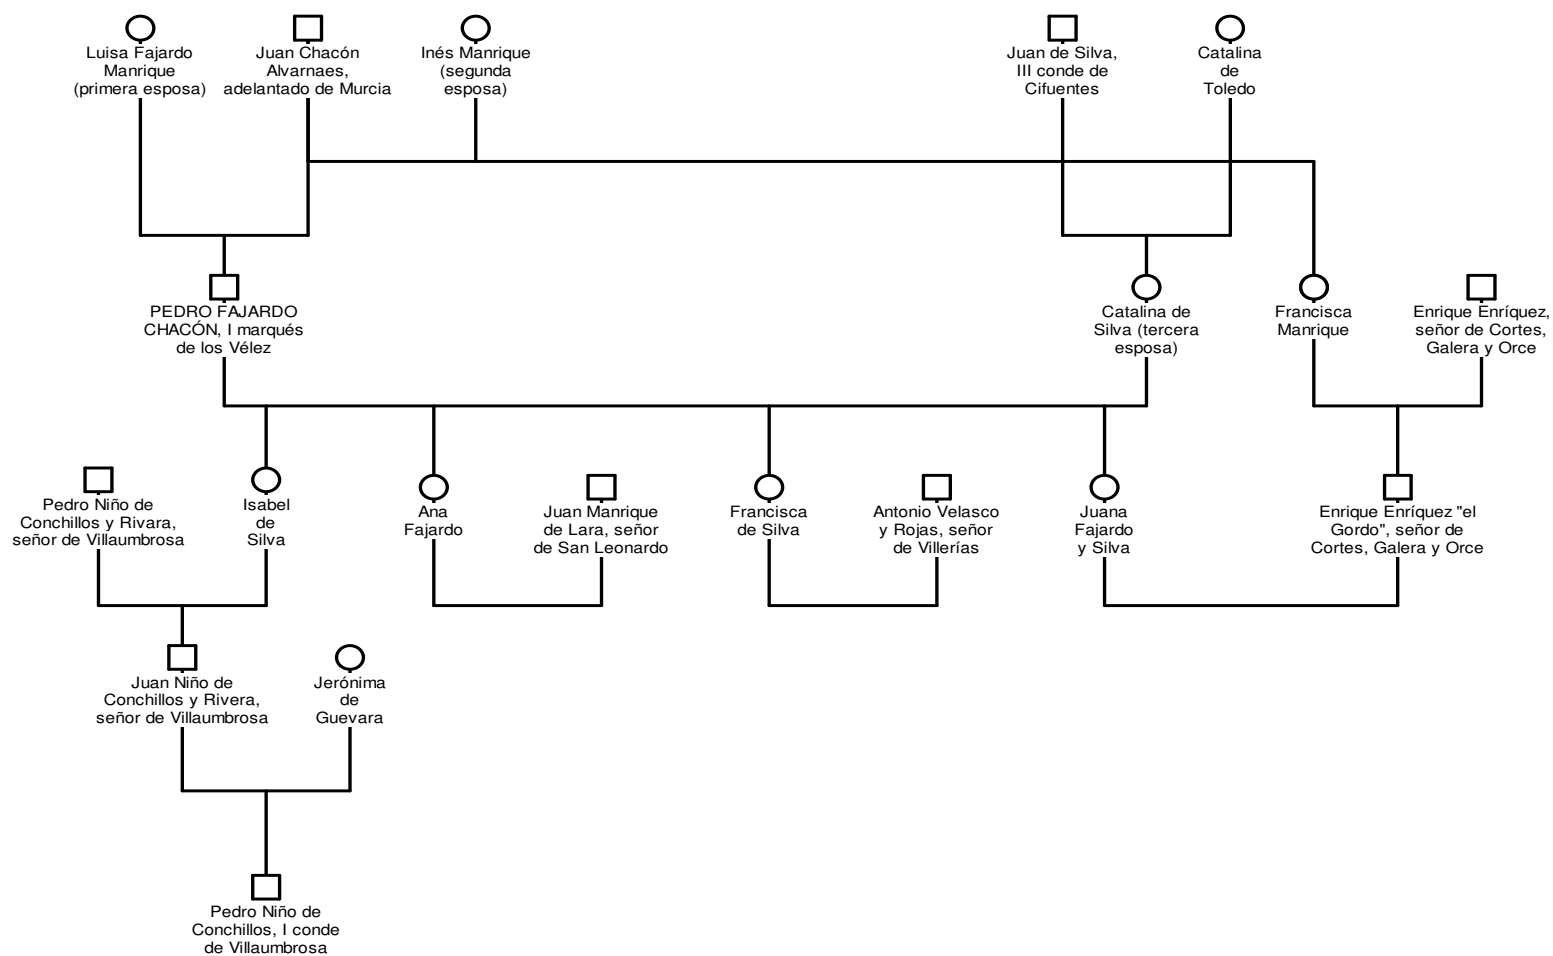 Luisa Fajardo
Manrique
(primera esposa)
Juan Chacón
Alvarnaes,
adelantado de Murcia
Inés Manrique
(segunda
esposa)
Juan de Silva,
III conde de
Cifuentes
Catalina
de
Toledo
PEDRO FAJARDO
CHACÓN, I marqués
de los Vélez
Catalina de
Silva (tercera
esposa)
Francisca
Manrique
Enrique Enríquez,
señor de Cortes,
Galera y Orce
Pedro Niño de
Conchillos y Rivara,
señor de Villaumbrosa
Isabel
de
Silva
Ana
Fajardo
Juan Manrique
de Lara, señor
de San Leonardo
Francisca
de Silva
Antonio Velasco
y Rojas, señor
de Villerías
Juana
Fajardo
y Silva
Enrique Enríquez "el
Gordo", señor de
Cortes, Galera y Orce
Juan Niño de
Conchillos y Rivera,
señor de Villaumbrosa
Jerónima
de
Guevara
Pedro Niño de
Conchillos, I conde
de Villaumbrosa